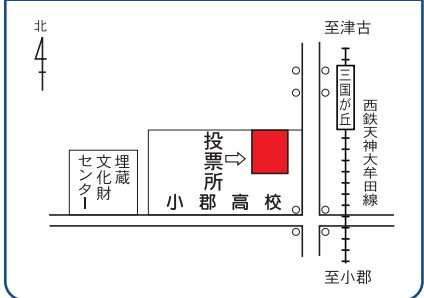 北
至津古
三国が丘
西鉄天神大牟田線
投票所
⇨
埋蔵
文化財
センター
小郡高校
至小郡